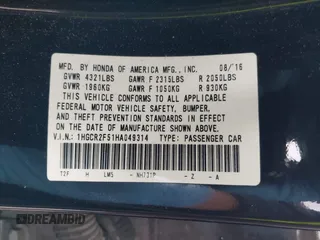 MFD. BY HONDA OF AMERICA MFG., INC. 08/16
GVWR 4321LBS GAWR F 2315LBS R 2050LBS
GVWR 1960KG GAWR F 1050KG R 930KG
THIS VEHICLE CONFORMS TO ALL APPLICABLE
FEDERAL MOTOR VEHICLE SAFETY, BUMPER, AND
THEFT PREVENTION STANDARDS IN EFFECT ON THE
DATE OF MANUFACTURE SHOWN ABOVE.
V.I.N.: 1HGCR2F51HA049314 TYPE: PASSENGER CAR
T2F H LMS - - Z - A
DREAMBID